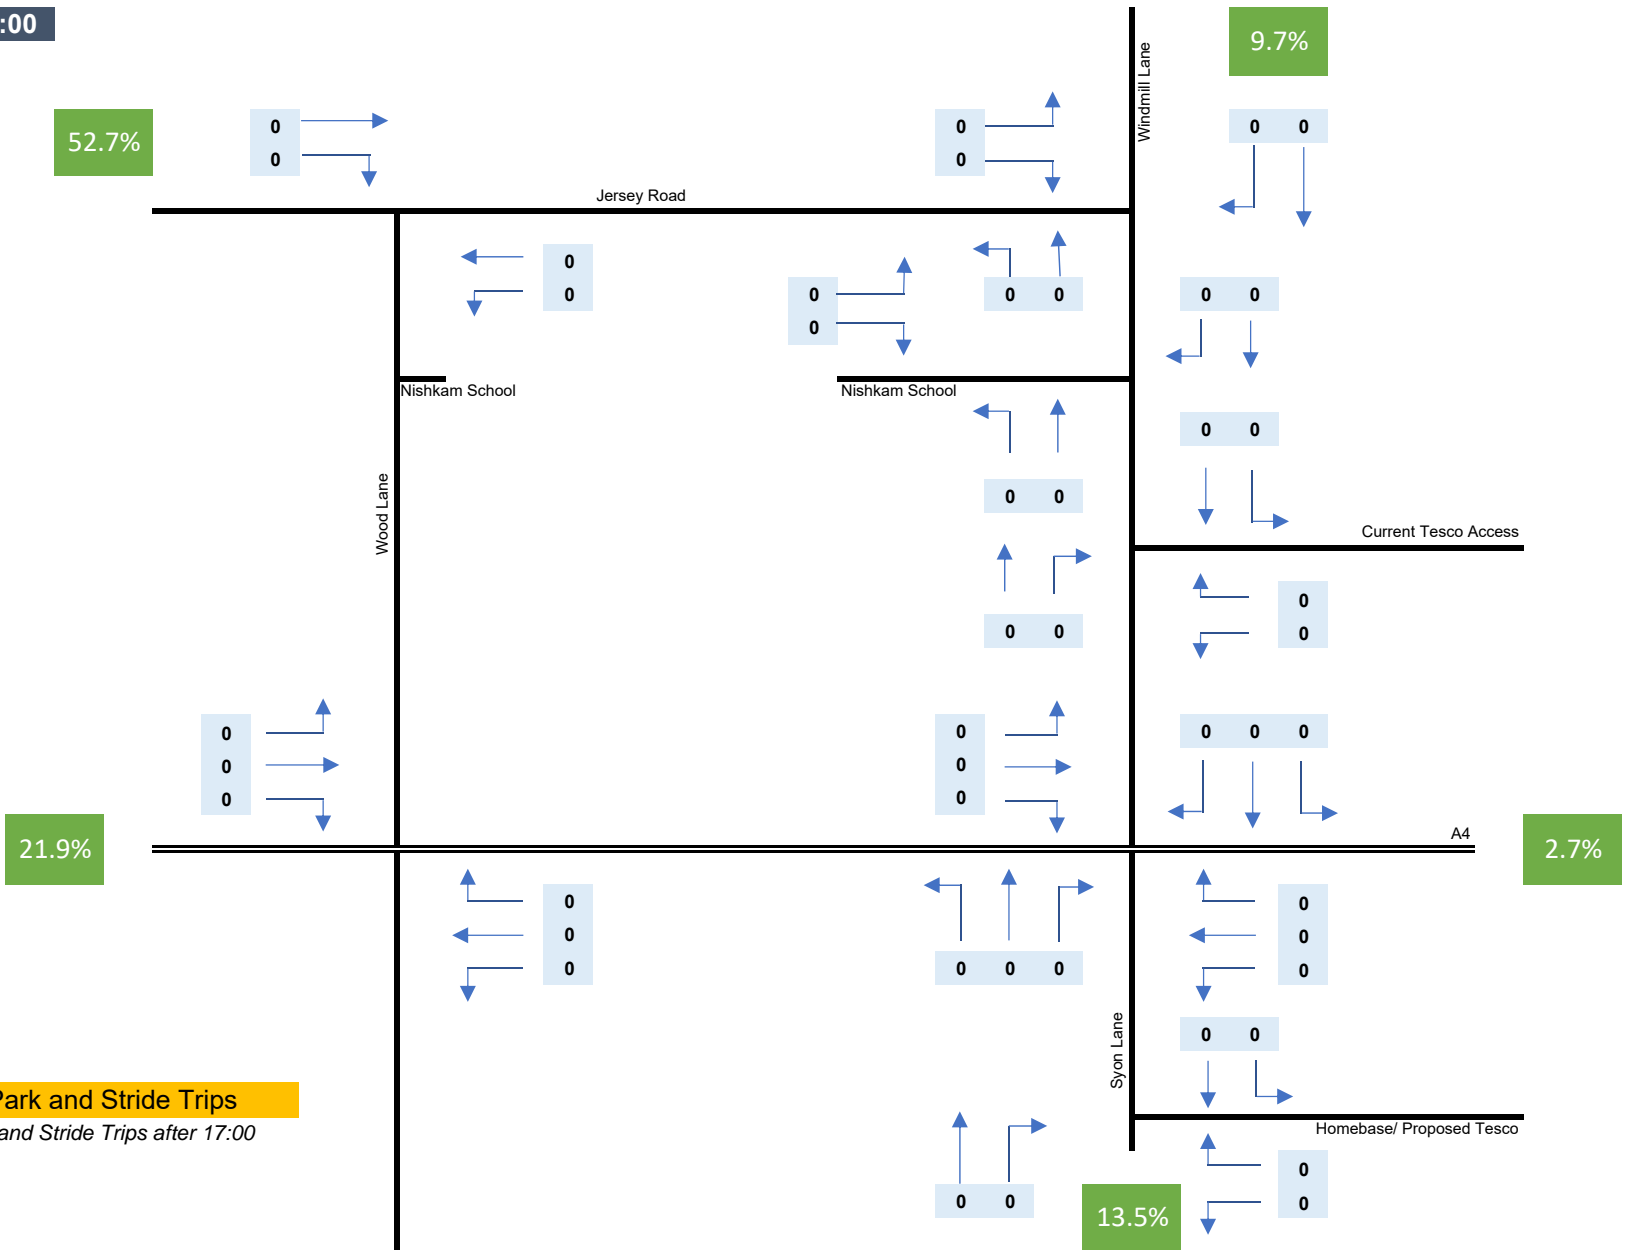 :00
9.7%
Windmill Lane
52.7%
0
0
0
0
0 0
Jersey Road
0
0
0
0
0 0
0 0
Nishkam School
Nishkam School
0 0
Wood Lane
0 0
Current Tesco Access
0
0
0 0
0
0
0
0
0
0
0 0 0
21.9%
A4
2.7%
0
0
0
0 0 0
0
0
0
Syon Lane
0 0
Park and Stride Trips
and Stride Trips after 17:00
Homebase/ Proposed Tesco
0
0
0 0
13.5%